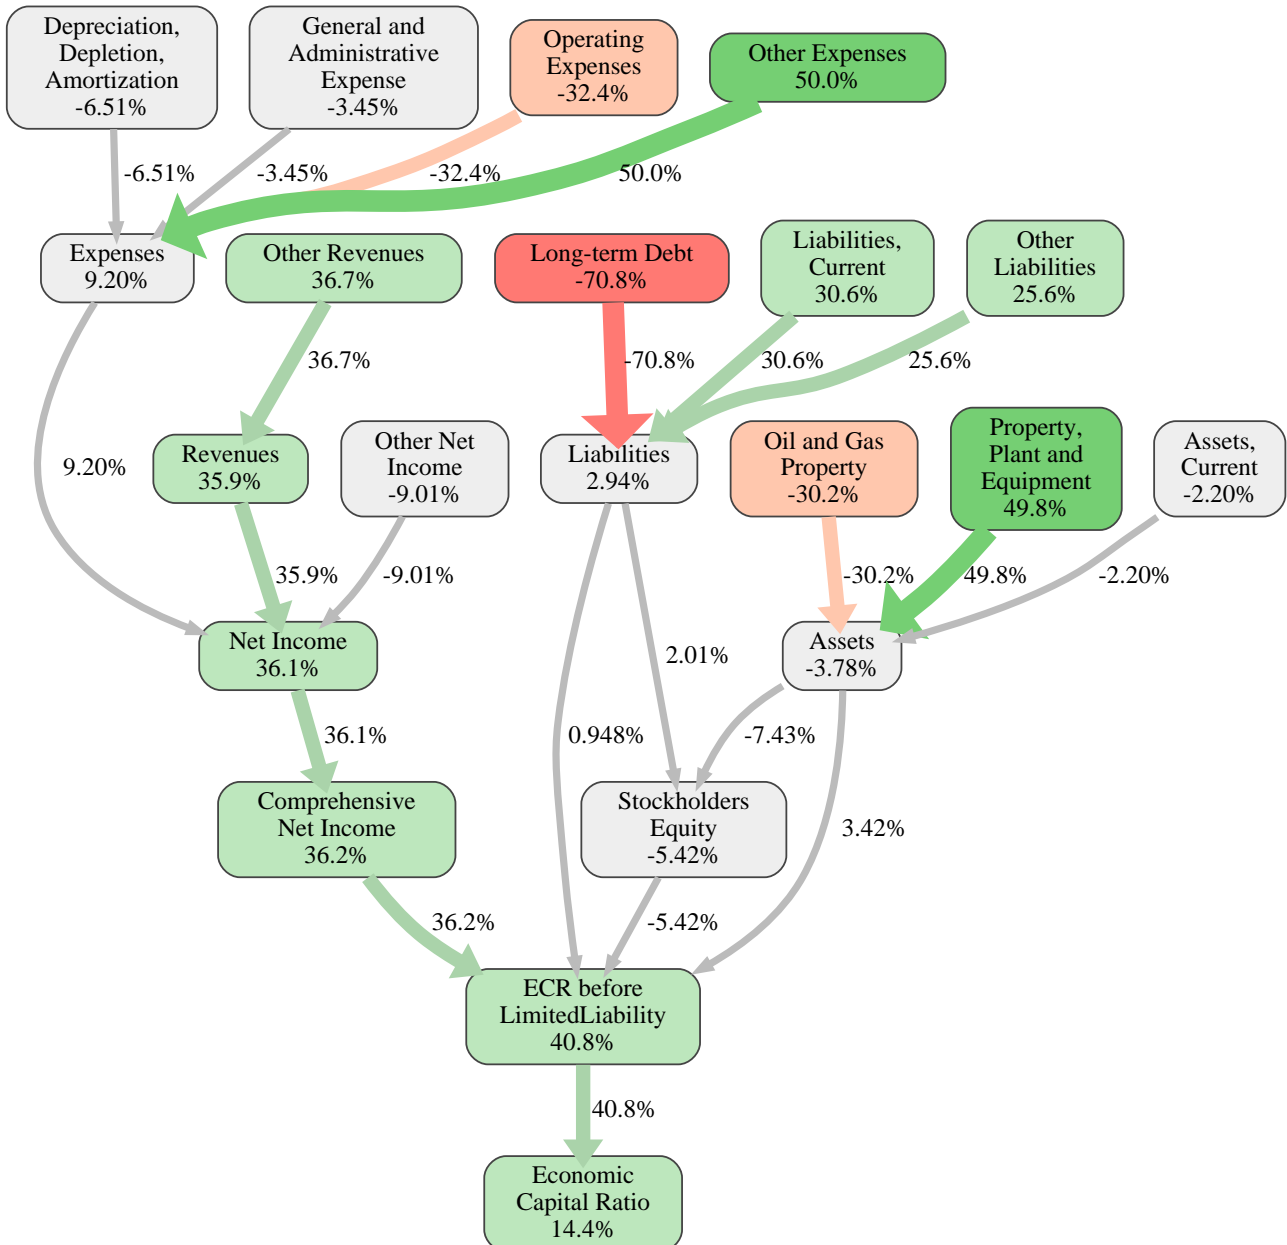 Depreciation,
Depletion,
Amortization
-6.51%
General and
Administrative
Expense
-3.45%
Operating
Expenses
-32.4%
Other Expenses
50.0%
-6.51%
-3.45%
-32.4%
50.0%
Expenses
9.20%
Other Revenues
36.7%
Long-term Debt
-70.8%
Liabilities,
Current
30.6%
Other
Liabilities
25.6%
36.7%
-70.8%
30.6%
25.6%
9.20%
Revenues
35.9%
Other Net
Income
-9.01%
Liabilities
2.94%
Oil and Gas
Property
-30.2%
Property,
Plant and
Equipment
49.8%
Assets,
Current
-2.20%
35.9%
-9.01%
-30.2%
49.8%
-2.20%
Net Income
36.1%
2.01%
Assets
-3.78%
36.1%
0.948%
-7.43%
Comprehensive
Net Income
36.2%
Stockholders
Equity
-5.42%
3.42%
36.2%
-5.42%
ECR before
LimitedLiability
40.8%
40.8%
Economic
Capital Ratio
14.4%